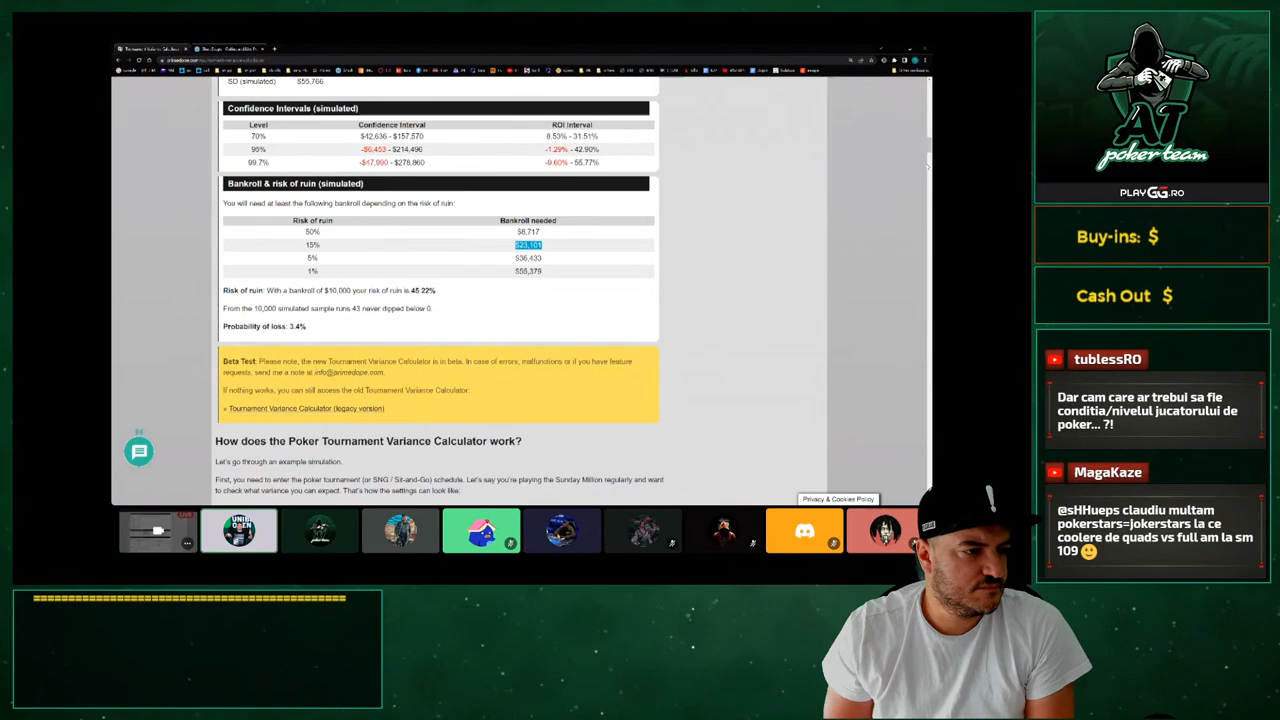 SD (simulated) $55,766
Confidence Intervals (simulated)
Level Confidence Interval ROI Interval
70% $42,636 - $157,570 8.53% - 31.51%
95% -$6,453 - $214,496 -1.29% - 42.90%
99.7% -$47,990 - $278,860 -9.60% - 55.77%
Bankroll & risk of ruin (simulated)
You will need at least the following bankroll depending on the risk of ruin:
Risk of ruin Bankroll needed
50% $8,717
15% $23,101
5% $36,433
1% $55,379
Risk of ruin: With a bankroll of $10,000 your risk of ruin is 45.22%
From the 10,000 simulated sample runs 43 never dipped below 0.
Probability of loss: 3.4%
Beta Test: Please note, the new Tournament Variance Calculator is in beta. In case of errors, malfunctions or if you have feature
requests, send me a note at info@primedope.com.
If nothing works, you can still access the old Tournament Variance Calculator:
» Tournament Variance Calculator (legacy version)
How does the Poker Tournament Variance Calculator work?
Let's go through an example simulation.
First, you need to enter the poker tournament (or SNG / Sit-and-Go) schedule. Let's say you're playing the Sunday Million regularly and want
to check what variance you can expect. That's how the settings can look like:
Privacy & Cookies Policy
LIVE
UNIBET
OPEN
AT
poker team
PLAYGG.RO
Buy-ins: $
Cash Out $
tublessRO
Dar cam care ar trebui sa fie
conditia/nivelul jucatorului de
poker... ?!
MagaKaze
@sHHueps claudiu multam
pokerstars=jokerstars la ce
coolere de quads vs full am la sm
109